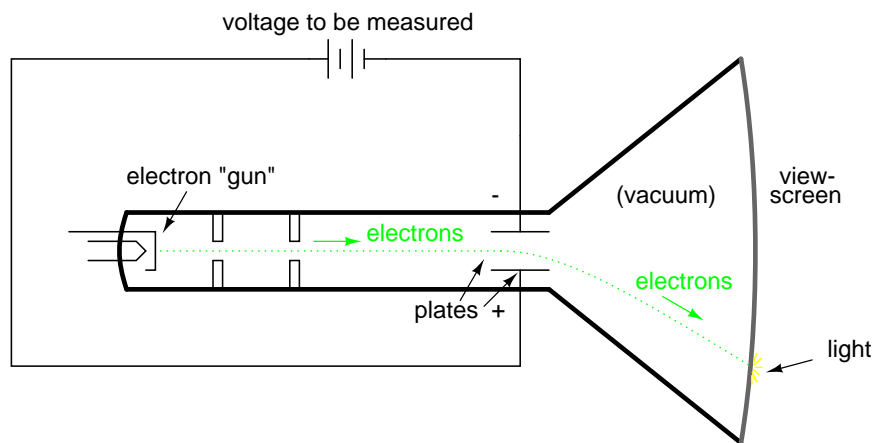 voltage to be measured
electron "gun"
-
electrons
(vacuum)
view-
screen
electrons
plates +
light